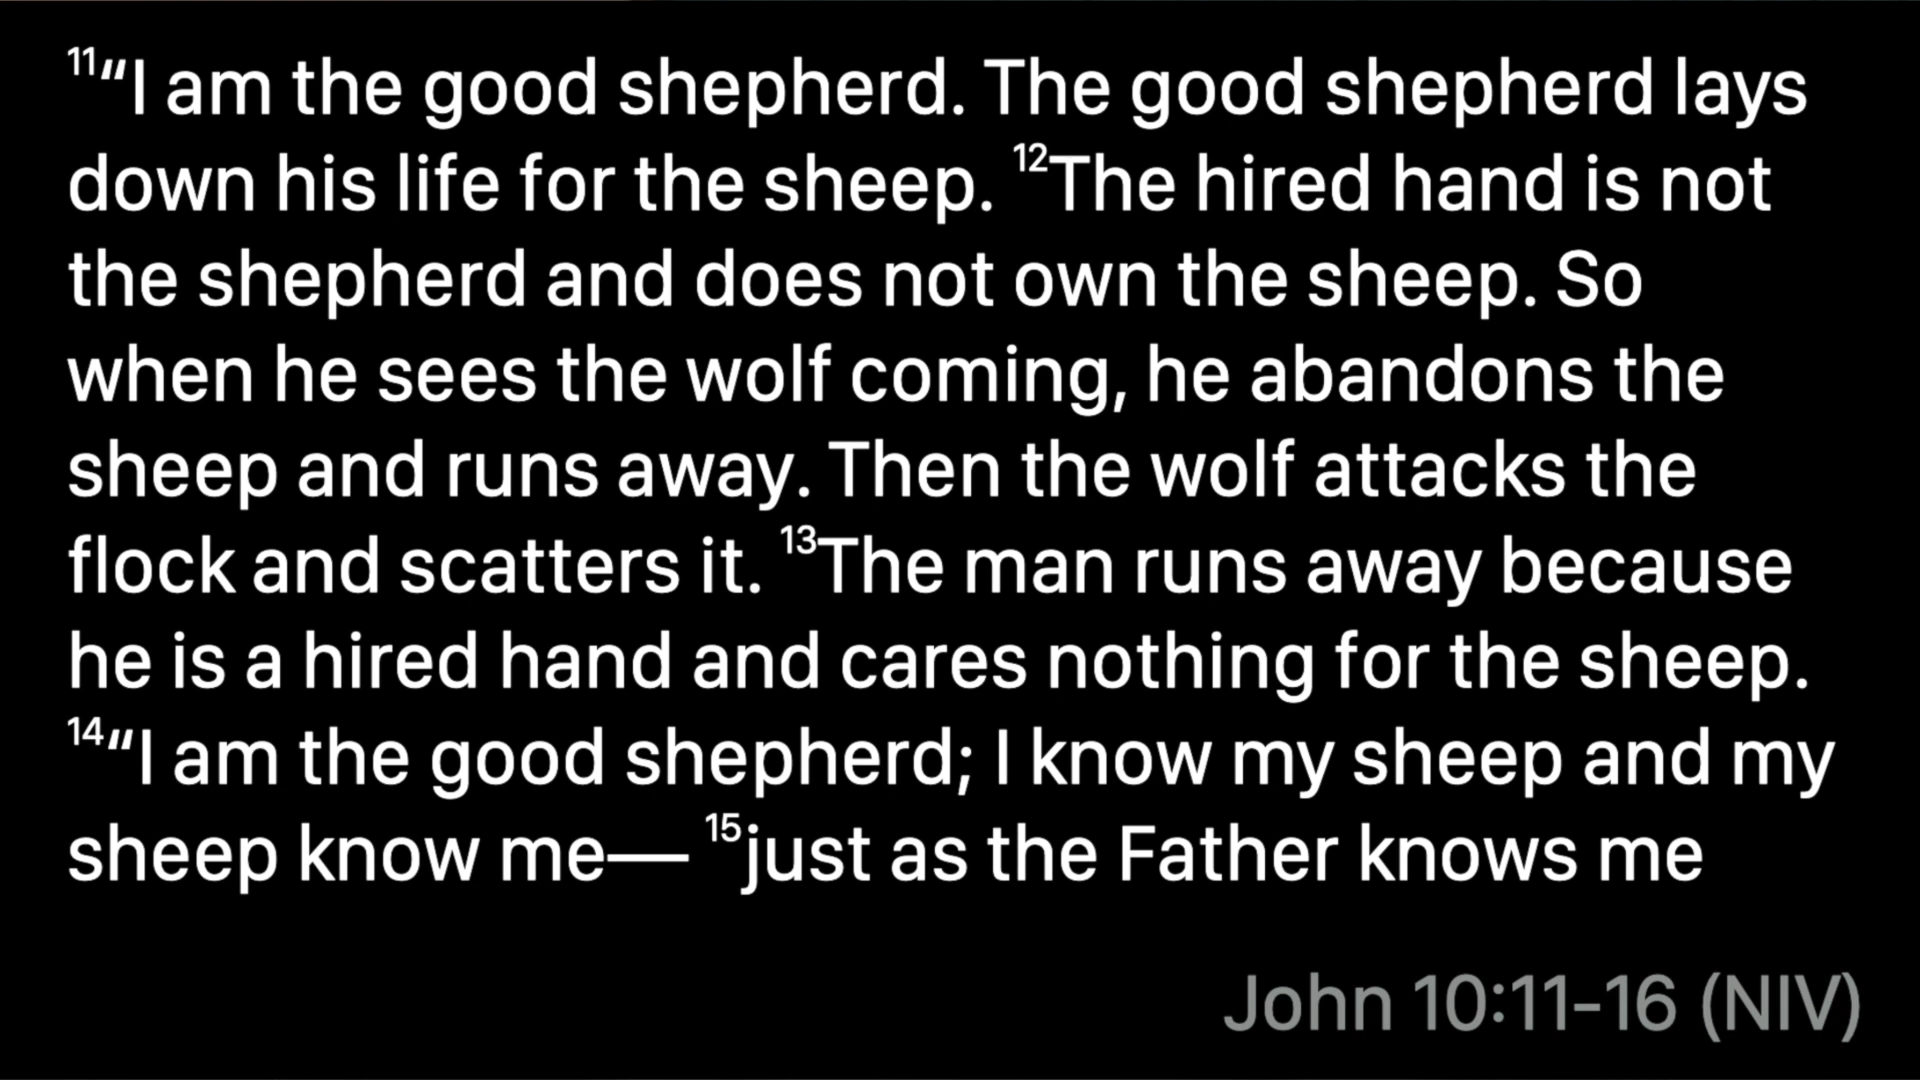 11“I am the good shepherd. The good shepherd lays
down his life for the sheep. 12The hired hand is not
the shepherd and does not own the sheep. So
when he sees the wolf coming, he abandons the
sheep and runs away. Then the wolf attacks the
flock and scatters it. 13The man runs away because
he is a hired hand and cares nothing for the sheep.
14“I am the good shepherd; I know my sheep and my
sheep know me— 15just as the Father knows me
John 10:11-16 (NIV)